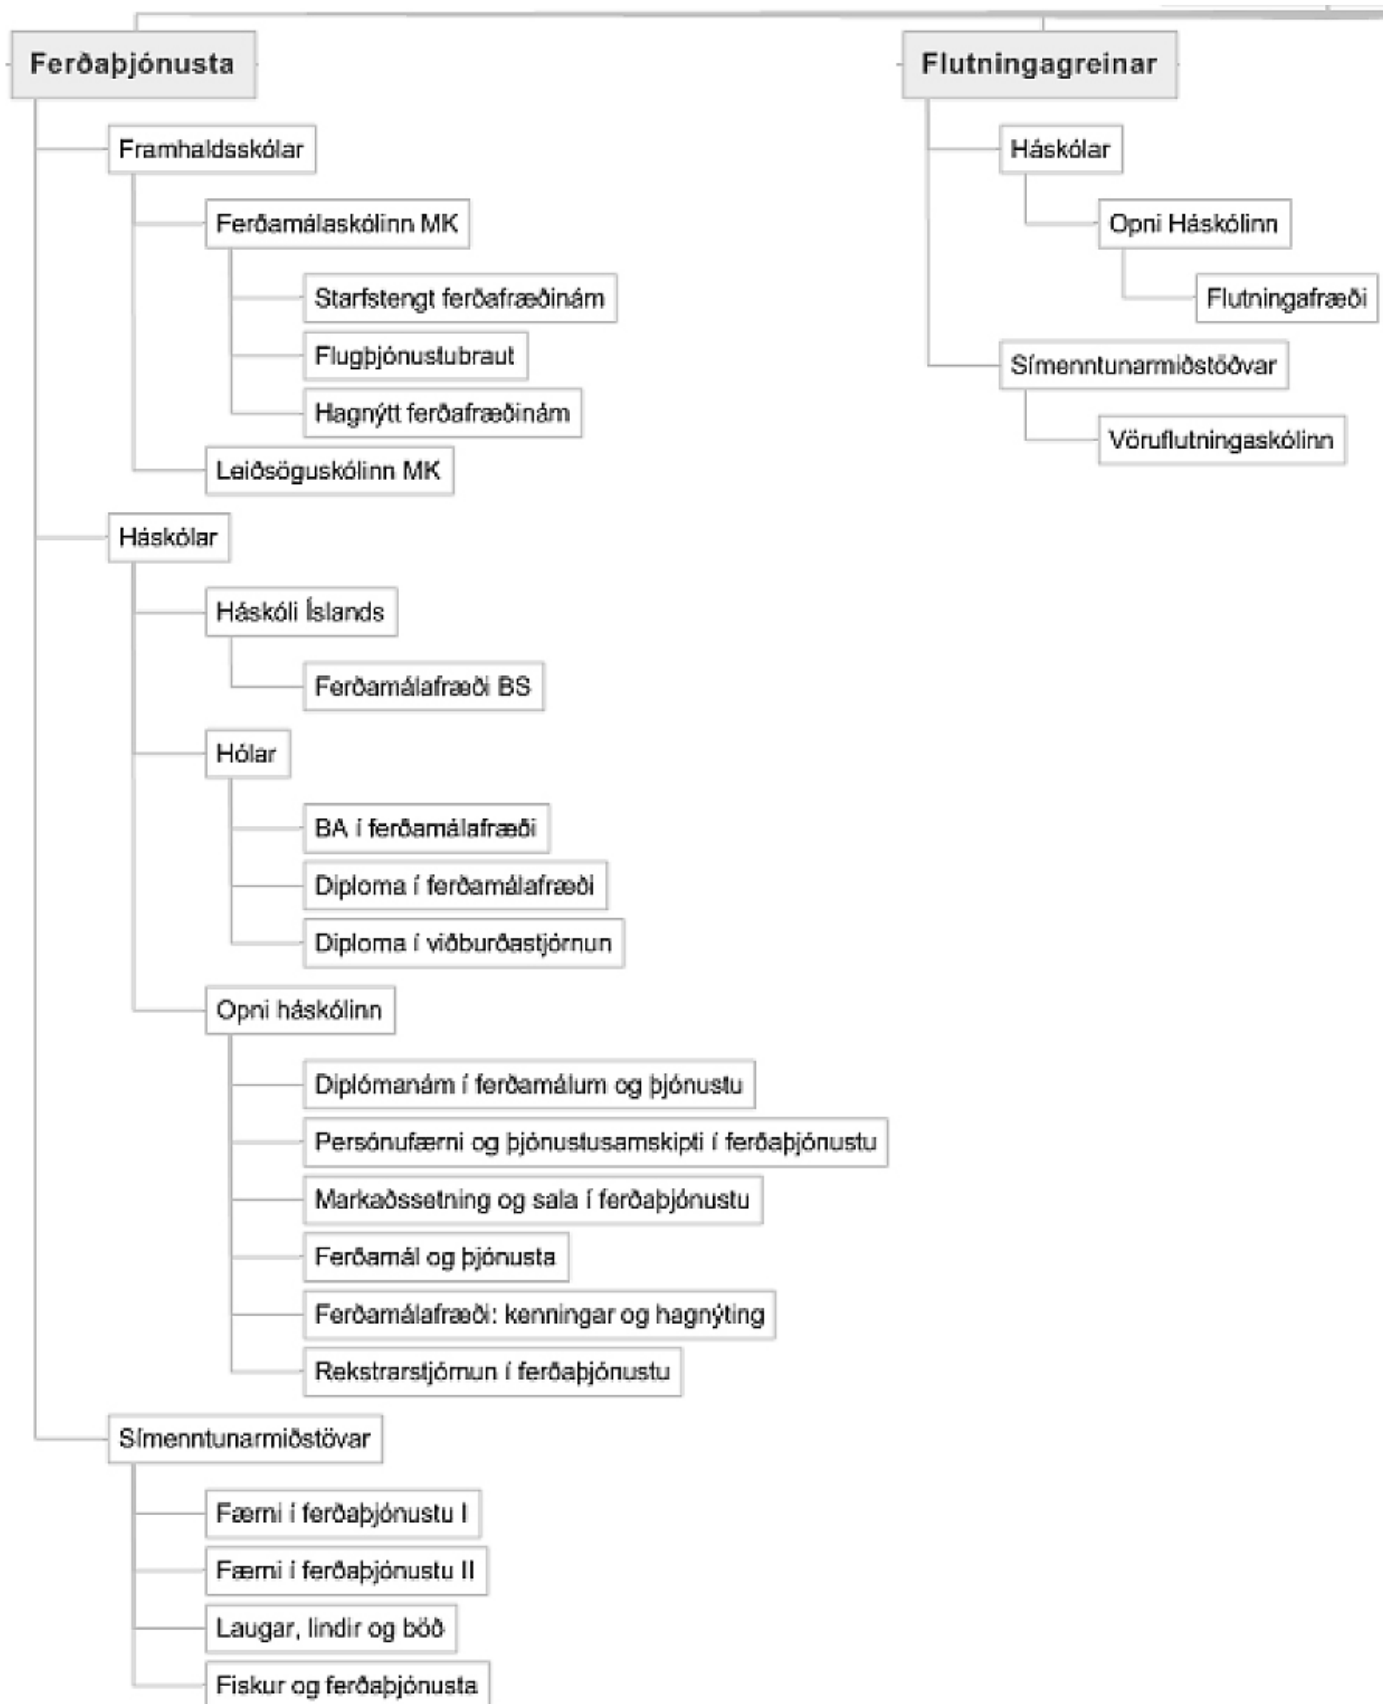 Ferðaþjónusta
Framhaldsskólar
Ferðamálaskólinn MK
Starfstengt ferðafræðinám
Flugþjónustubraut
Hagnýtt ferðafræðinám
Leiðsöguskólinn MK
Háskólar
Háskóli Íslands
Ferðamálafræði BS
Hólar
BA í ferðamálafræði
Diploma í ferðamálafræði
Diploma í viðburðastjórnun
Opni háskólinn
Diplómanám í ferðamálum og þjónustu
Persónufærni og þjónustusamskipti í ferðaþjónustu
Markaðssetning og sala í ferðaþjónustu
Ferðamál og þjónusta
Ferðamálafræði: kenningar og hagnýting
Rekstrarstjórnun í ferðaþjónustu
Símenntunarmiðstövar
Færni í ferðaþjónustu I
Færni í ferðaþjónustu II
Laugar, lindir og böð
Fiskur og ferðaþjónusta
Flutningagreinar
Háskólar
Opni Háskólinn
Flutningafræði
Símenntunarmiðstöðvar
Vöruflutningaskólinn